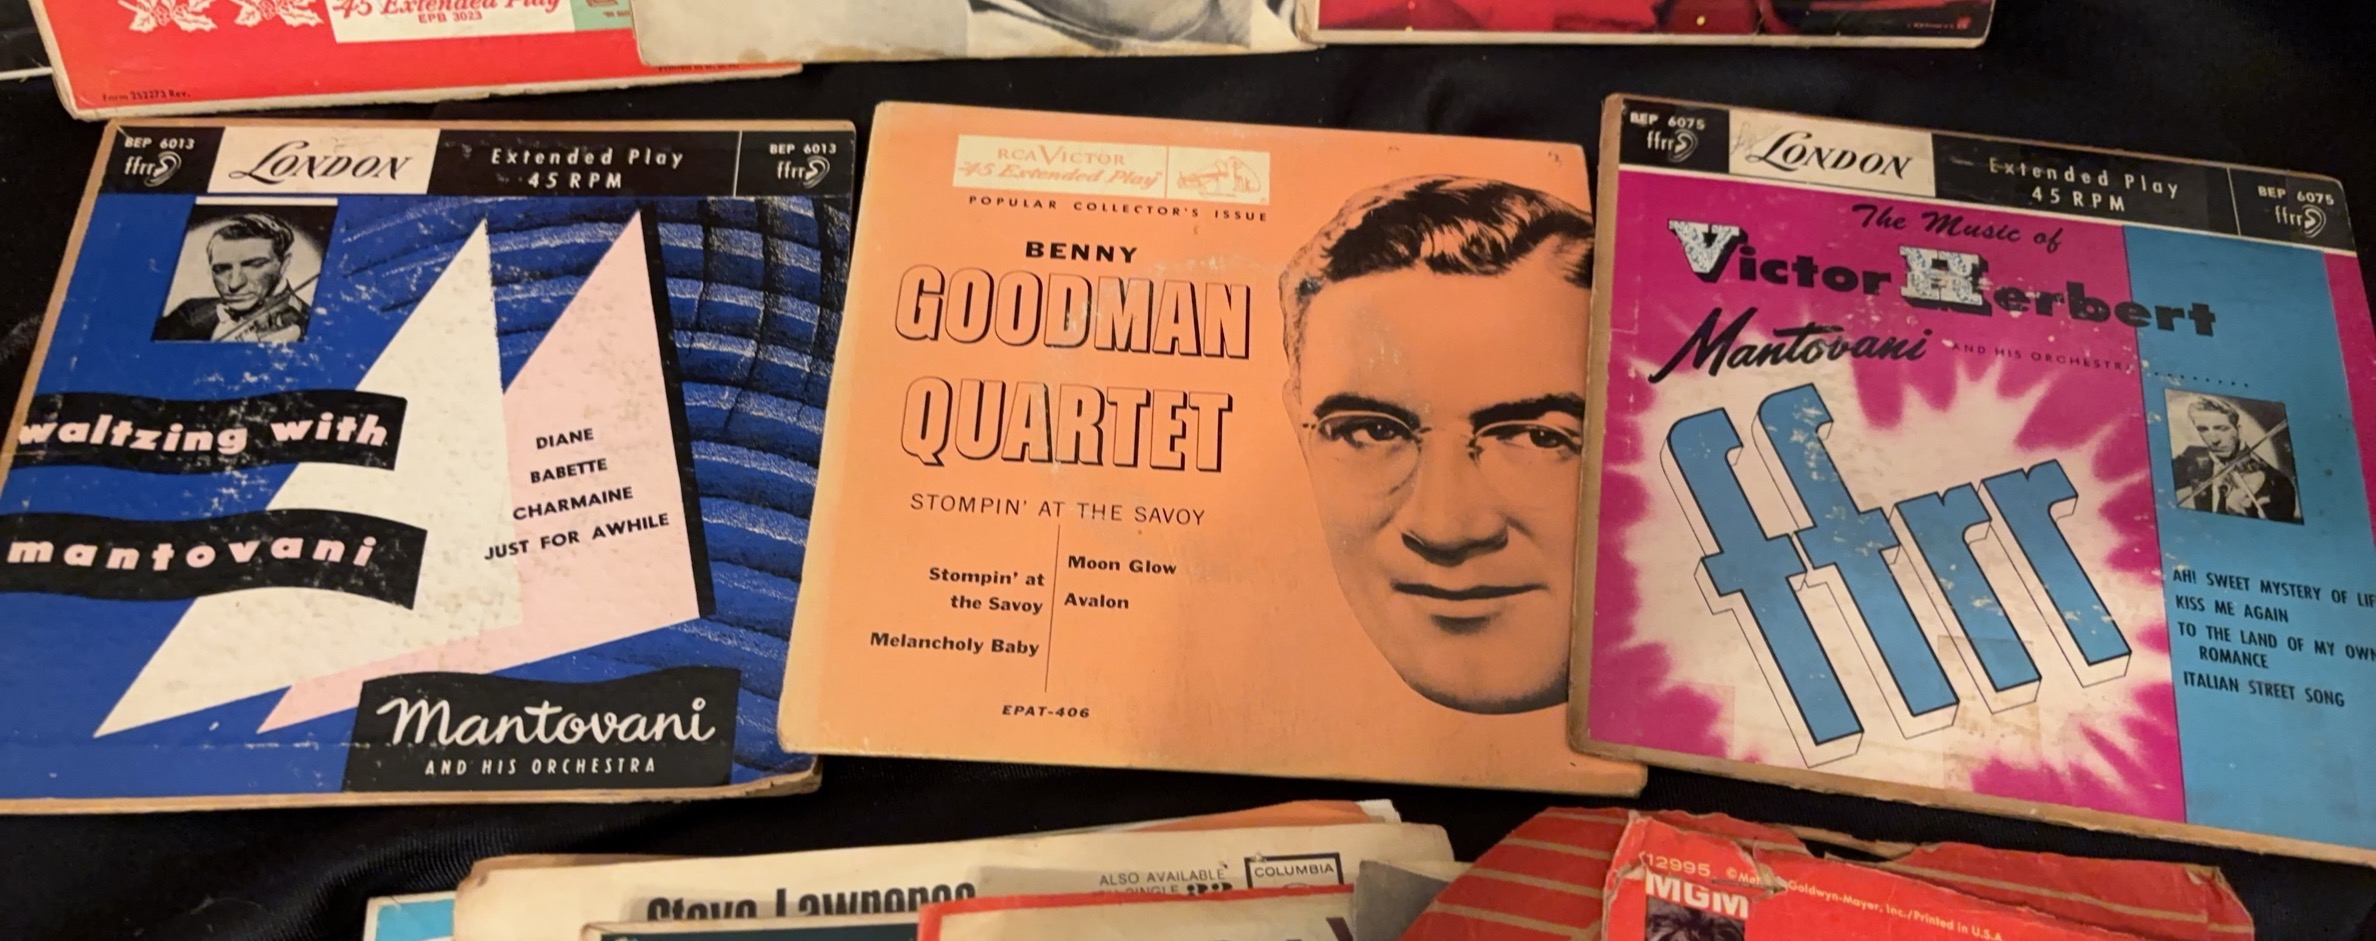 45 Extended Play
EPB 3023
Form 252273 Rev.
BEP 6013
ffrr
LONDON
Extended Play
45 RPM
BEP 6013
ffrr
waltzing with
mantovani
DIANE
BABETTE
CHARMAINE
JUST FOR AWHILE
Mantovani
AND HIS ORCHESTRA
RCA VICTOR
45 Extended Play
POPULAR COLLECTOR'S ISSUE
BENNY
GOODMAN
QUARTET
STOMPIN' AT THE SAVOY
Stompin' at
the Savoy
Melancholy Baby
Moon Glow
Avalon
EPAT-406
BEP 6075
ffrr
LONDON
Extended Play
45 RPM
BEP 6075
ffrr
The Music of
Victor Herbert
Mantovani AND HIS ORCHESTRA
ffrr
AH! SWEET MYSTERY OF LIF
KISS ME AGAIN
TO THE LAND OF MY OWN
ROMANCE
ITALIAN STREET SONG
Steve Lawrence
ALSO AVAILABLE
COLUMBIA
12995
MGM
Goldwyn-Mayer, Inc./Printed in U.S.A.